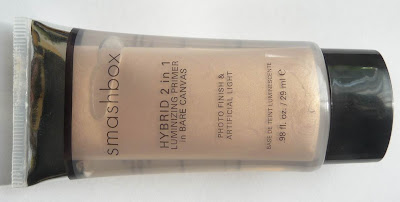 smashbox
HYBRID 2 in 1
LUMINIZING PRIMER
in BARE CANVAS
PHOTO FINISH &
ARTIFICIAL LIGHT
BASE DE TEINT LUMINESCENTE
.98 fl. oz. / 29 ml ℮